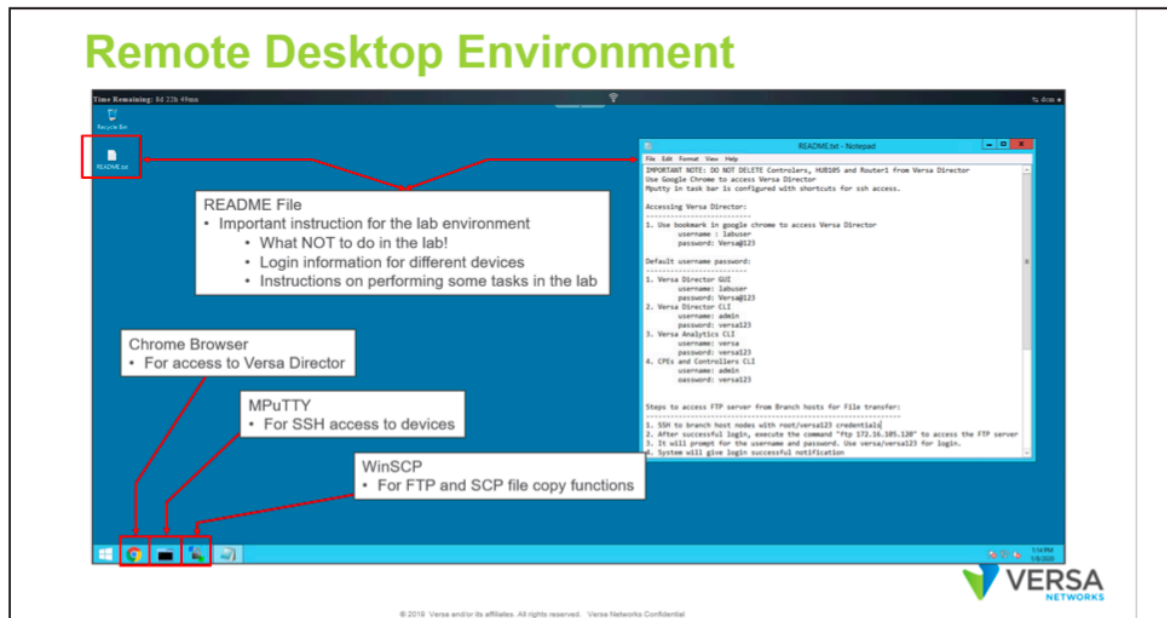 Remote Desktop Environment
Time Remaining: 8d 22h 49mn
Recycle Bin
README.txt
README.txt - Notepad
File Edit Format View Help
IMPORTANT NOTE: DO NOT DELETE Controlers, HUB105 and Router1 from Versa Director
Use Google Chrome to access Versa Director
Mputty in task bar is configured with shortcuts for ssh access.
Accessing Versa Director:
-------------------------
1. Use bookmark in google chrome to access Versa Director
username : labuser
password: Versa@123
Default username password:
-------------------------
1. Versa Director GUI
username: labuser
password: Versa@123
2. Versa Director CLI
username: admin
password: versa123
3. Versa Analytics CLI
username: versa
password: versa123
4. CPEs and Controllers CLI
username: admin
password: versa123
Steps to access FTP server from Branch hosts for File transfer:
1. SSH to branch host nodes with root/versa123 credentials
2. After successful login, execute the command "ftp 172.16.105.120" to access the FTP server
3. It will prompt for the username and password. Use versa/versa123 for login.
4. System will give login successful notification
README File
• Important instruction for the lab environment
• What NOT to do in the lab!
• Login information for different devices
• Instructions on performing some tasks in the lab
Chrome Browser
• For access to Versa Director
MPuTTY
• For SSH access to devices
WinSCP
• For FTP and SCP file copy functions
1:14 PM
1/8/2020
VERSA
NETWORKS
© 2019 Versa and/or its affiliates. All rights reserved. Versa Networks Confidential